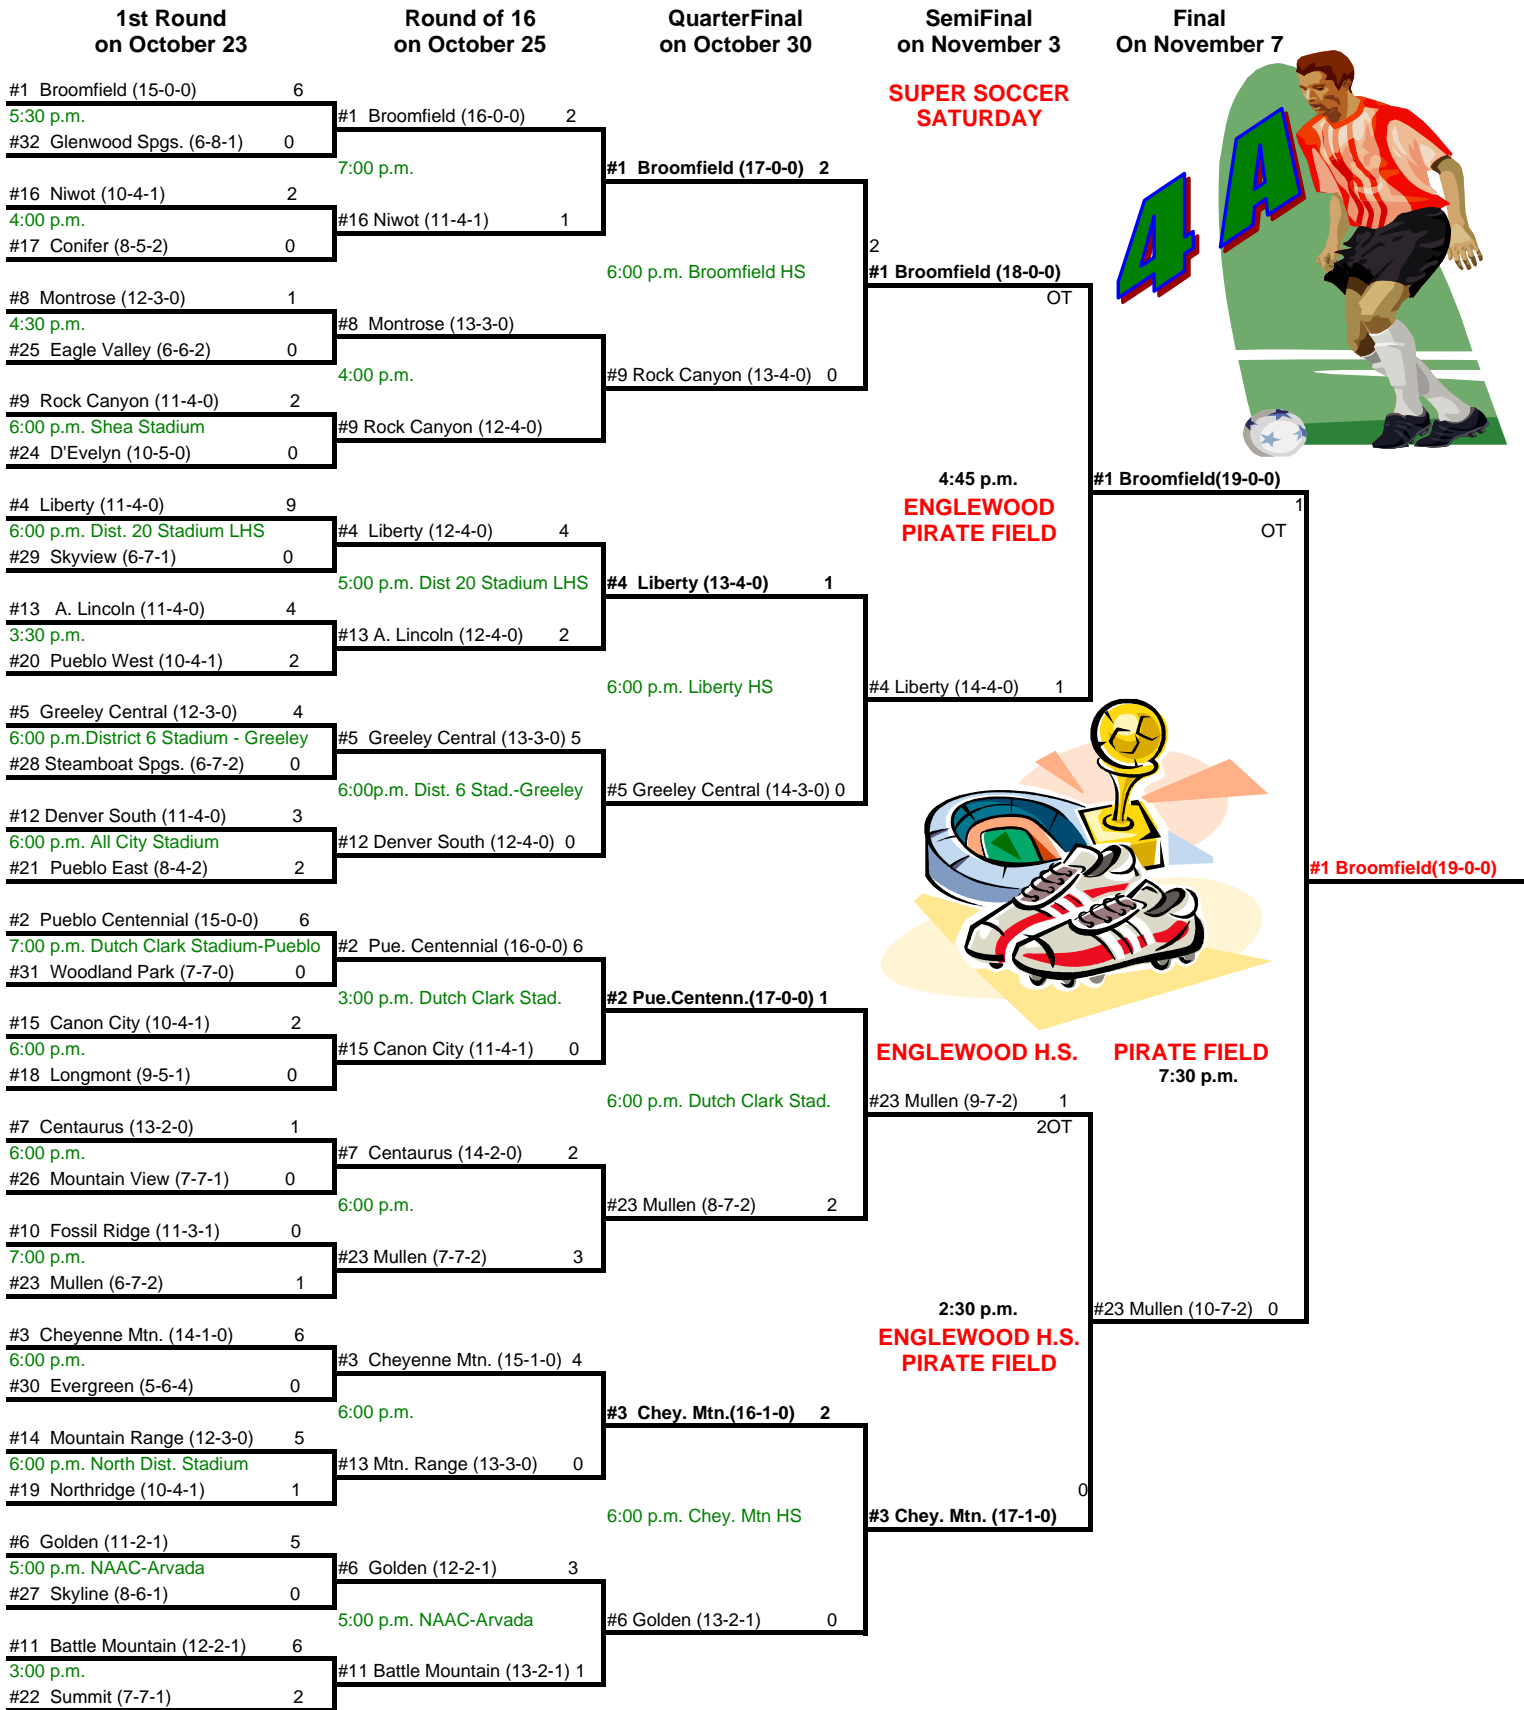 1st Round
on October 23
Round of 16
on October 25
QuarterFinal
on October 30
SemiFinal
on November 3
Final
On November 7
SUPER SOCCER
SATURDAY
4 A
#1 Broomfield (15-0-0) 6
5:30 p.m.
#32 Glenwood Spgs. (6-8-1) 0
#16 Niwot (10-4-1) 2
4:00 p.m.
#17 Conifer (8-5-2) 0
#8 Montrose (12-3-0) 1
4:30 p.m.
#25 Eagle Valley (6-6-2) 0
#9 Rock Canyon (11-4-0) 2
6:00 p.m. Shea Stadium
#24 D'Evelyn (10-5-0) 0
#4 Liberty (11-4-0) 9
6:00 p.m. Dist. 20 Stadium LHS
#29 Skyview (6-7-1) 0
#13 A. Lincoln (11-4-0) 4
3:30 p.m.
#20 Pueblo West (10-4-1) 2
#5 Greeley Central (12-3-0) 4
6:00 p.m.District 6 Stadium - Greeley
#28 Steamboat Spgs. (6-7-2) 0
#12 Denver South (11-4-0) 3
6:00 p.m. All City Stadium
#21 Pueblo East (8-4-2) 2
#2 Pueblo Centennial (15-0-0) 6
7:00 p.m. Dutch Clark Stadium-Pueblo
#31 Woodland Park (7-7-0) 0
#15 Canon City (10-4-1) 2
6:00 p.m.
#18 Longmont (9-5-1) 0
#7 Centaurus (13-2-0) 1
6:00 p.m.
#26 Mountain View (7-7-1) 0
#10 Fossil Ridge (11-3-1) 0
7:00 p.m.
#23 Mullen (6-7-2) 1
#3 Cheyenne Mtn. (14-1-0) 6
6:00 p.m.
#30 Evergreen (5-6-4) 0
#14 Mountain Range (12-3-0) 5
6:00 p.m. North Dist. Stadium
#19 Northridge (10-4-1) 1
#6 Golden (11-2-1) 5
5:00 p.m. NAAC-Arvada
#27 Skyline (8-6-1) 0
#11 Battle Mountain (12-2-1) 6
3:00 p.m.
#22 Summit (7-7-1) 2
#1 Broomfield (16-0-0) 2
7:00 p.m.
#16 Niwot (11-4-1) 1
#8 Montrose (13-3-0)
4:00 p.m.
#9 Rock Canyon (12-4-0)
#4 Liberty (12-4-0) 4
5:00 p.m. Dist 20 Stadium LHS
#13 A. Lincoln (12-4-0) 2
#5 Greeley Central (13-3-0) 5
6:00p.m. Dist. 6 Stad.-Greeley
#12 Denver South (12-4-0) 0
#2 Pue. Centennial (16-0-0) 6
3:00 p.m. Dutch Clark Stad.
#15 Canon City (11-4-1) 0
#7 Centaurus (14-2-0) 2
6:00 p.m.
#23 Mullen (7-7-2) 3
#3 Cheyenne Mtn. (15-1-0) 4
6:00 p.m.
#13 Mtn. Range (13-3-0) 0
#6 Golden (12-2-1) 3
5:00 p.m. NAAC-Arvada
#11 Battle Mountain (13-2-1) 1
#1 Broomfield (17-0-0) 2
6:00 p.m. Broomfield HS
#9 Rock Canyon (13-4-0) 0
#4 Liberty (13-4-0) 1
6:00 p.m. Liberty HS
#5 Greeley Central (14-3-0) 0
#2 Pue.Centenn.(17-0-0) 1
6:00 p.m. Dutch Clark Stad.
#23 Mullen (8-7-2) 2
#3 Chey. Mtn.(16-1-0) 2
6:00 p.m. Chey. Mtn HS
#6 Golden (13-2-1) 0
2
#1 Broomfield (18-0-0)
OT
4:45 p.m.
ENGLEWOOD
PIRATE FIELD
#4 Liberty (14-4-0) 1
ENGLEWOOD H.S. PIRATE FIELD
7:30 p.m.
#23 Mullen (9-7-2) 1
2OT
2:30 p.m.
ENGLEWOOD H.S.
PIRATE FIELD
0
#3 Chey. Mtn. (17-1-0)
#1 Broomfield(19-0-0)
1
OT
#23 Mullen (10-7-2) 0
#1 Broomfield(19-0-0)